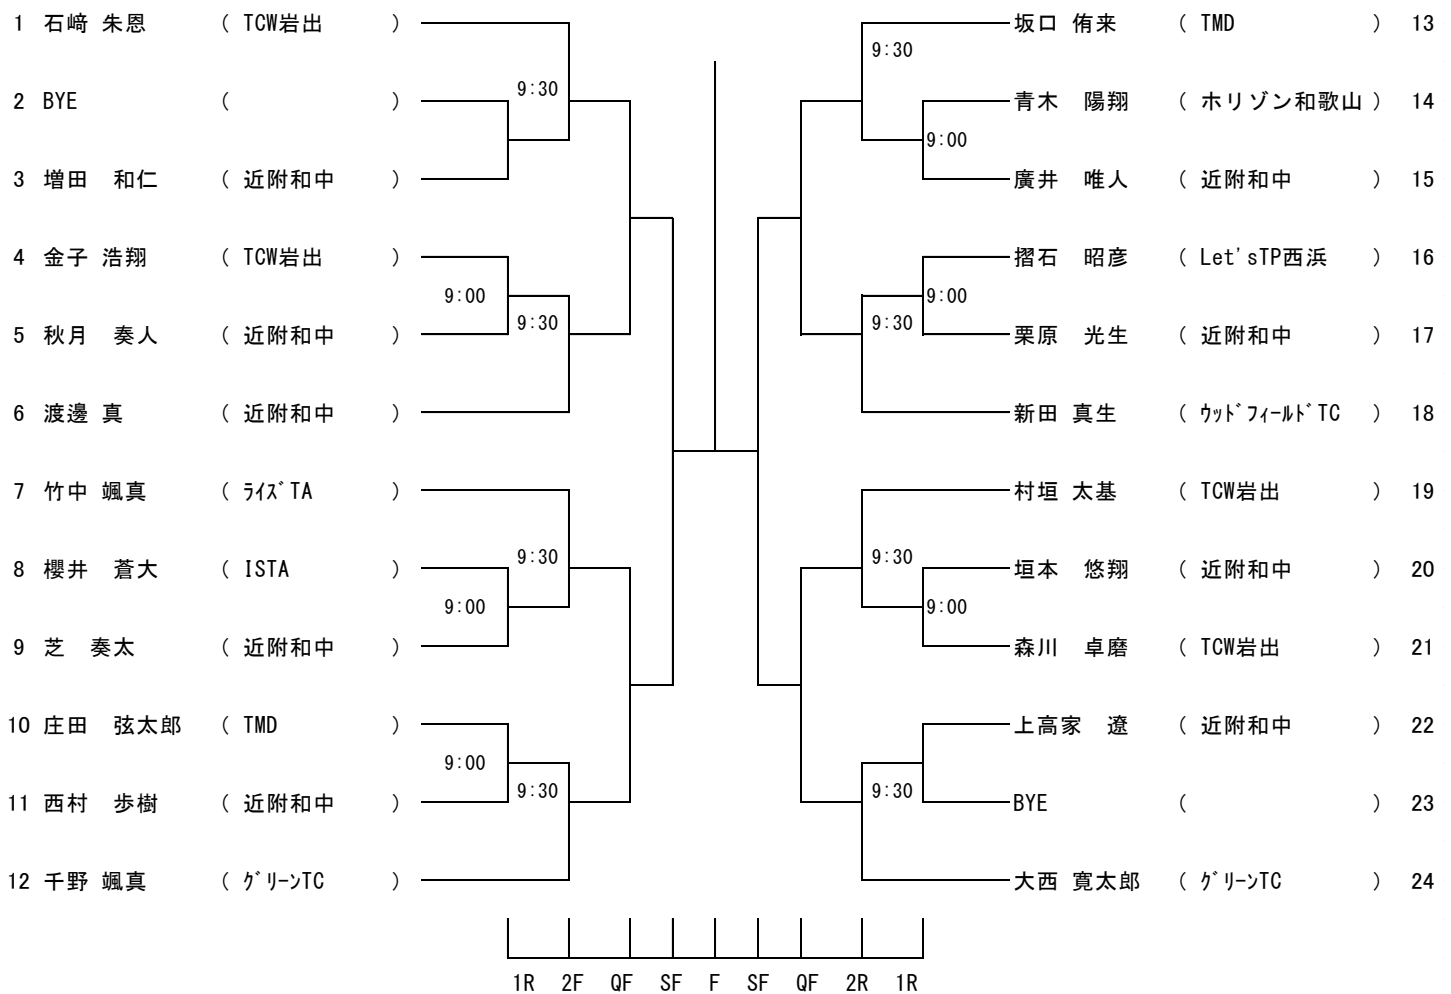 1 石﨑 朱恩 ( TCW岩出 ) 坂口 侑来 ( TMD ) 13
9:30
9:30
2 BYE ( ) 青木 陽翔 ( ホリゾン和歌山 ) 14
9:00
3 増田 和仁 ( 近附和中 ) 廣井 唯人 ( 近附和中 ) 15
4 金子 浩翔 ( TCW岩出 ) 摺石 昭彦 ( Let'sTP西浜 ) 16
9:00 9:00
9:30 9:30
5 秋月 奏人 ( 近附和中 ) 栗原 光生 ( 近附和中 ) 17
6 渡邊 真 ( 近附和中 ) 新田 真生 ( ｳｯﾄﾞﾌｨｰﾙﾄﾞTC ) 18
7 竹中 颯真 ( ﾗｲｽﾞTA ) 村垣 太基 ( TCW岩出 ) 19
9:30 9:30
8 櫻井 蒼大 ( ISTA ) 垣本 悠翔 ( 近附和中 ) 20
9:00 9:00
9 芝 奏太 ( 近附和中 ) 森川 卓磨 ( TCW岩出 ) 21
10 庄田 弦太郎 ( TMD ) 上高家 遼 ( 近附和中 ) 22
9:00
9:30 9:30
11 西村 歩樹 ( 近附和中 ) BYE ( ) 23
12 千野 颯真 ( ｸﾞﾘｰﾝTC ) 大西 寛太郎 ( ｸﾞﾘｰﾝTC ) 24
1R 2F QF SF F SF QF 2R 1R